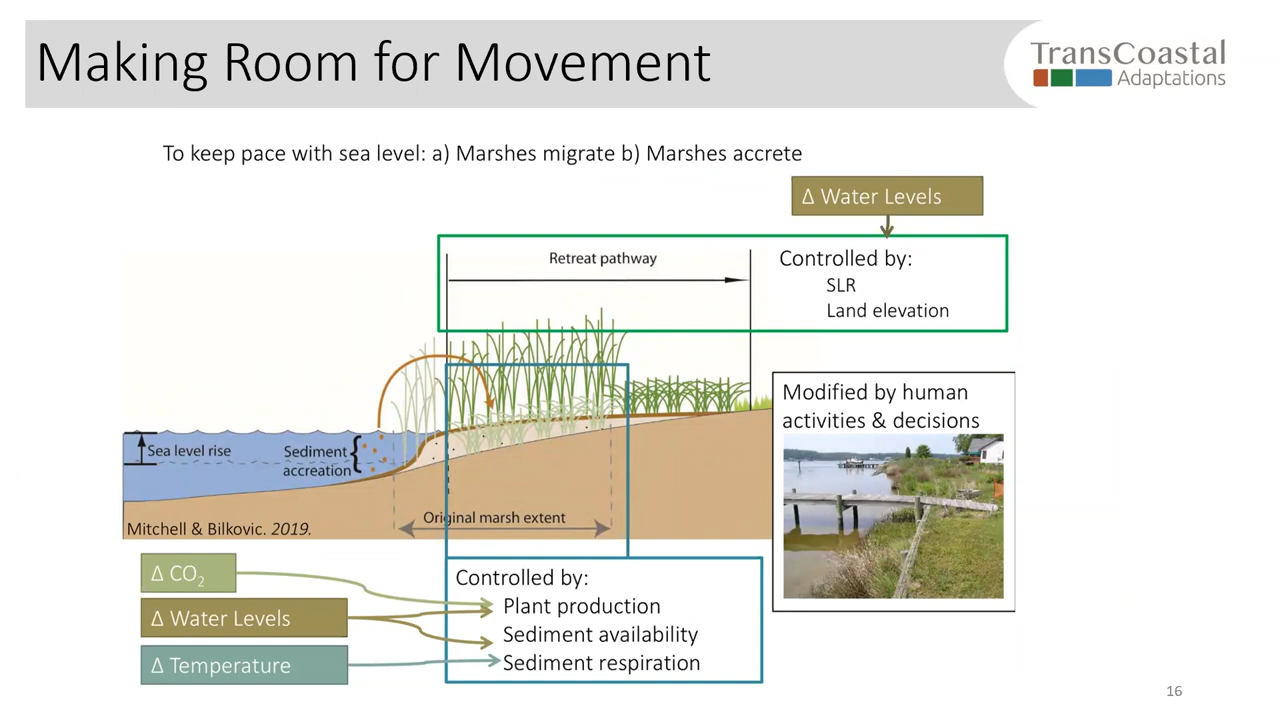 Making Room for Movement
TransCoastal
Adaptations
To keep pace with sea level: a) Marshes migrate b) Marshes accrete
Δ Water Levels
Retreat pathway
Controlled by:
SLR
Land elevation
Modified by human
activities & decisions
Sea level rise
Sediment
accreation
Original marsh extent
Mitchell & Bilkovic. 2019.
Δ CO₂
Δ Water Levels
Δ Temperature
Controlled by:
Plant production
Sediment availability
Sediment respiration
16